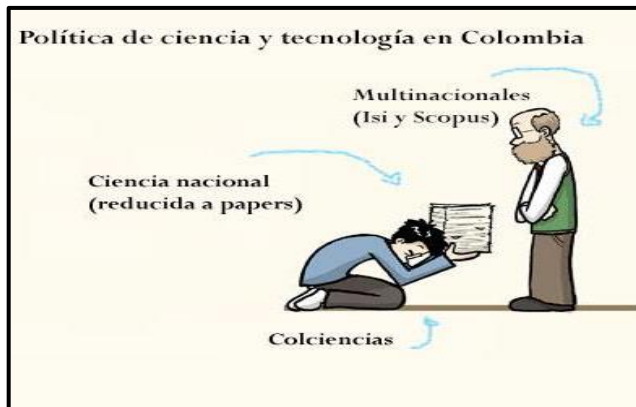 Política de ciencia y tecnología en Colombia
Multinacionales
(Isi y Scopus)
Ciencia nacional
(reducida a papers)
Colciencias